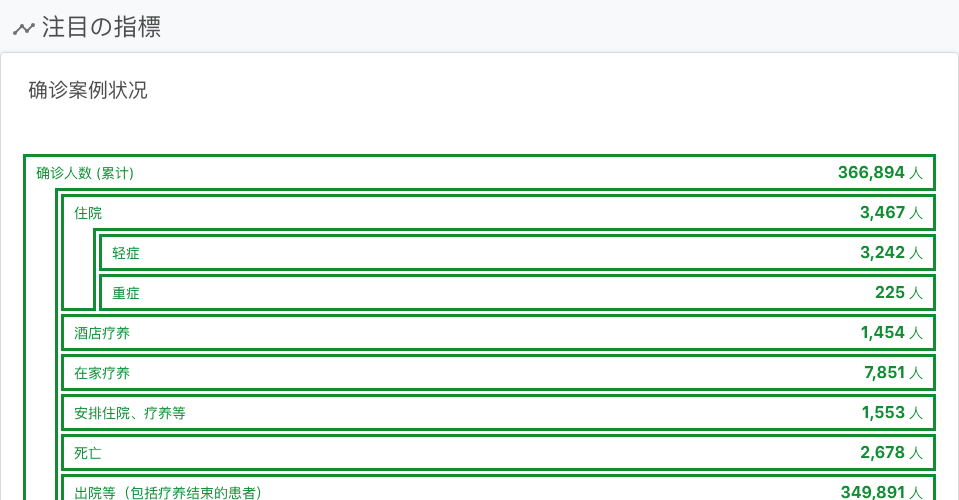 注目の指標
确诊案例状况
确诊人数 (累计) 366,894 人
住院 3,467 人
轻症 3,242 人
重症 225 人
酒店疗养 1,454 人
在家疗养 7,851 人
安排住院、疗养等 1,553 人
死亡 2,678 人
出院等（包括疗养结束的患者） 349,891 人